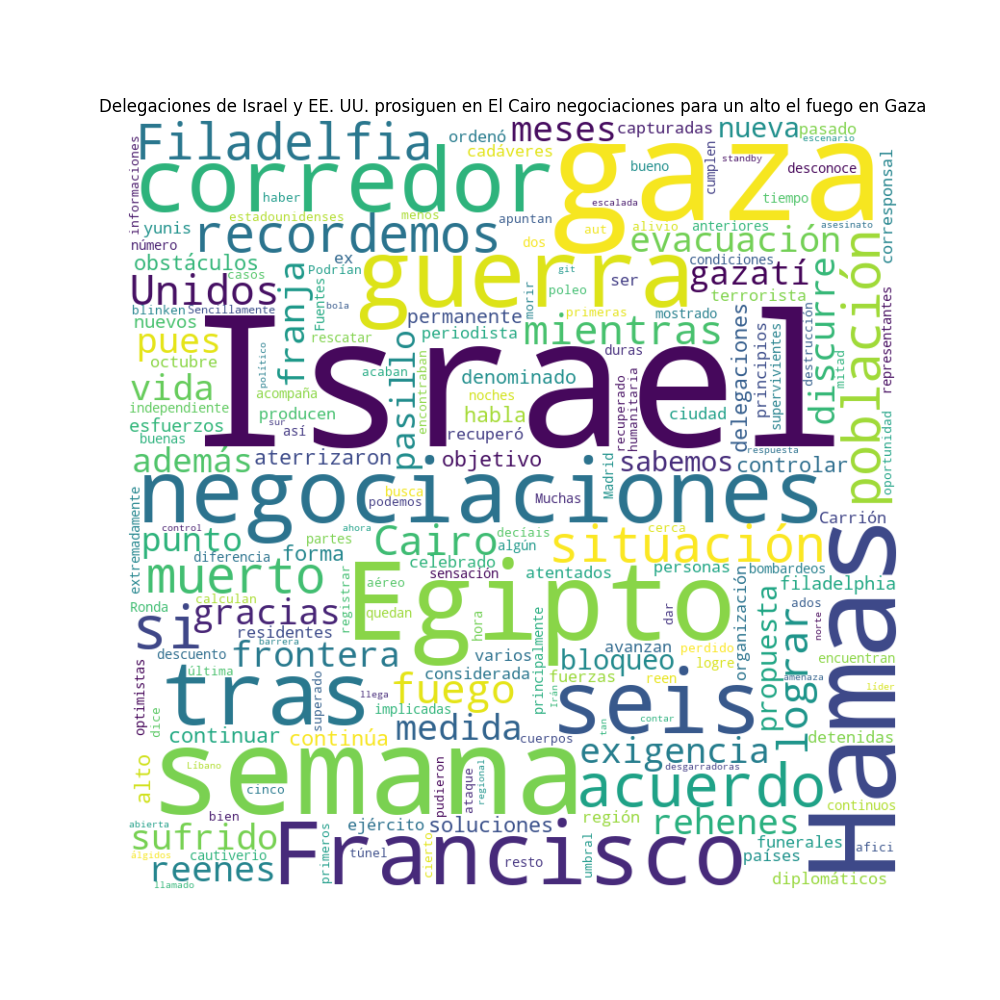 Delegaciones de Israel y EE. UU. prosiguen en El Cairo negociaciones para un alto el fuego en Gaza
Filadelfia ordenó meses capturadas nueva pasado
escenario
informaciones cadáveres bueno cumplen standby desconoce
corredor gaza
haber escalada tiempo corresponsal
yunis estadounidenses menos apuntan aut alivio anteriores asesinato
número recordemos dos evacuación
obstáculos ex condiciones
casos Podrían git ser gazatí
Unidos franja guerra terrorista población
blinken Sencillamente Fuentes bola poleo morir primeras mostrado discurre representantes
nuevos permanente mientras
pues rescatar periodista delegaciones principios supervivientes destrucción
octubre político Israel duras mitad
vida acompaña acaban encontraban denominado
independiente producen pasillo noches recuperado humanitaria ciudad
esfuerzos habla oportunidad
buenas sur así recuperó
además aterrizaron objetivo Madrid sabemos respuesta controlar
negociaciones
busca podemos Muchas
extremadamente control ahora decíais cerca Carrión
punto partes Cairo algún situación
diferencia forma celebrado personas bombardeos
muerto sensación atentados filadelphia
registrar aéreo Egipto organización propuesta
Ronda calculan quedan hora principalmente dar ados norte
si gracias Hamas
residentes barrera
optimistas descuento frontera varios avanzan perdido encuentran
última considerada bloqueo logre lograr
tras llega fuego fuerzas reen amenaza
dice superado implicadas seis Irán contar tan líder
continuar continúa medida cuerpos detenidas
alto Líbano semana exigencia desgarradoras
cinco pudieron ataque regional acuerdo continuos
abierta bien región
sufrido ejército soluciones rehenes
álgidos cautiverio primeros túnel cierto Francisco umbral funerales afici
reenes resto países
llamado diplomáticos